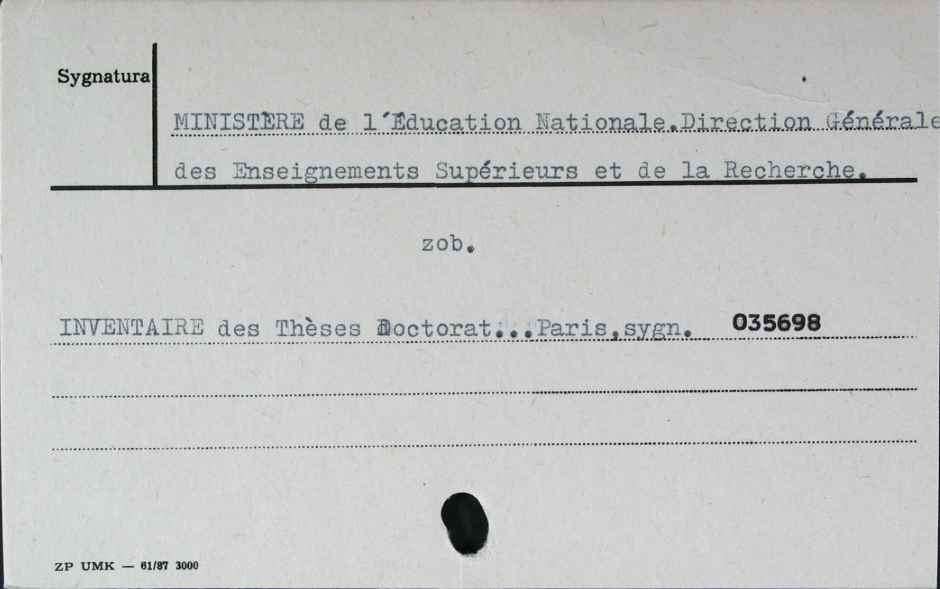 Sygnatura
MINISTÈRE de l´Éducation Nationale.Direction Générale
des Enseignements Supérieurs et de la Recherche.
zob.
INVENTAIRE des Thèses Doctorat...Paris,sygn. 035698
ZP UMK — 61/87 3000